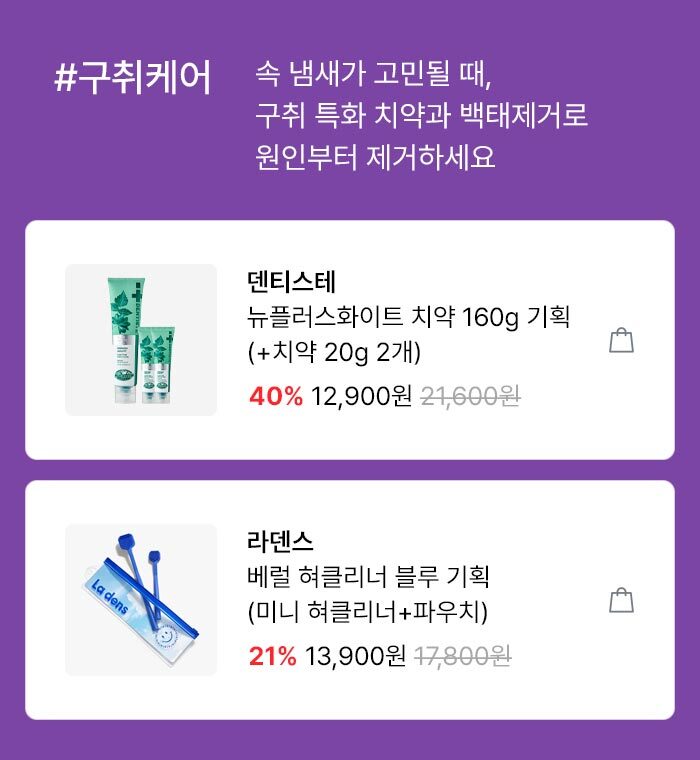 #구취케어
속 냄새가 고민될 때,
구취 특화 치약과 백태제거로
원인부터 제거하세요
덴티스테
뉴플러스화이트 치약 160g 기획
(+치약 20g 2개)
40% 12,900원 21,600원
라덴스
베럴 혀클리너 블루 기획
(미니 혀클리너+파우치)
21% 13,900원 17,800원
La dens